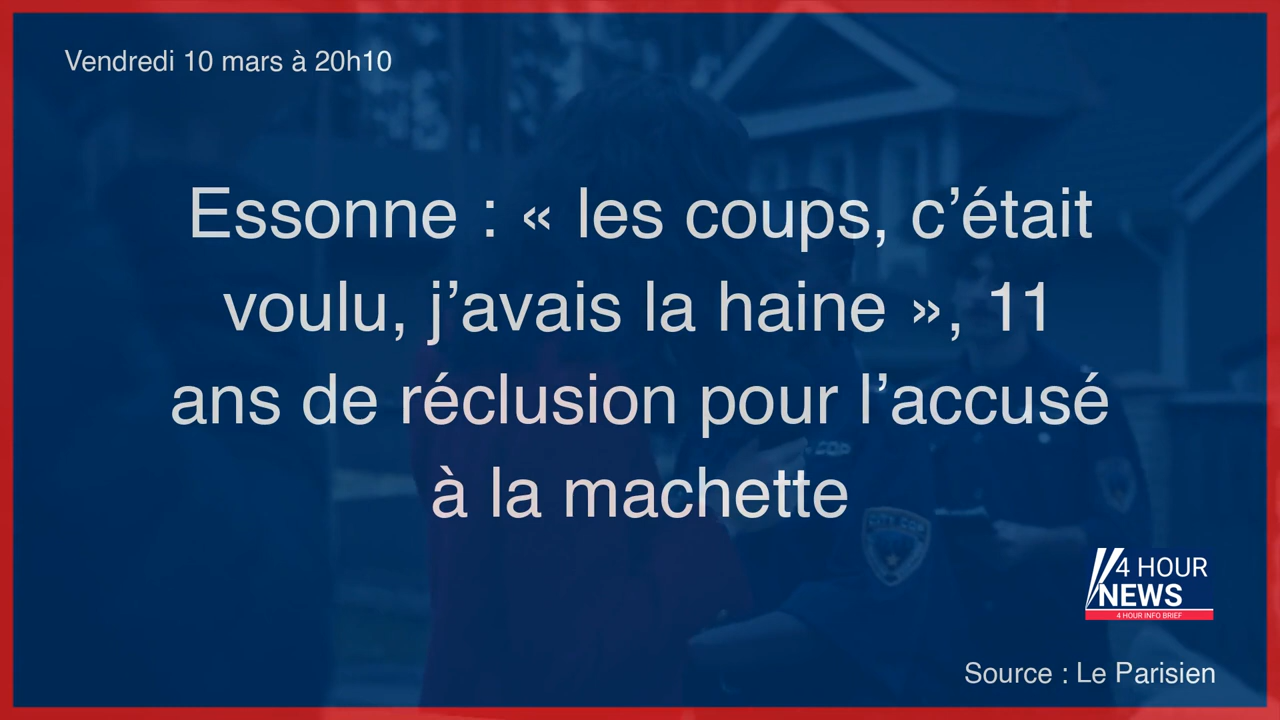 Vendredi 10 mars à 20h10
Essonne : « les coups, c’était
voulu, j’avais la haine », 11
ans de réclusion pour l’accusé
à la machette
4 HOUR
NEWS
4 HOUR INFO BRIEF
Source : Le Parisien